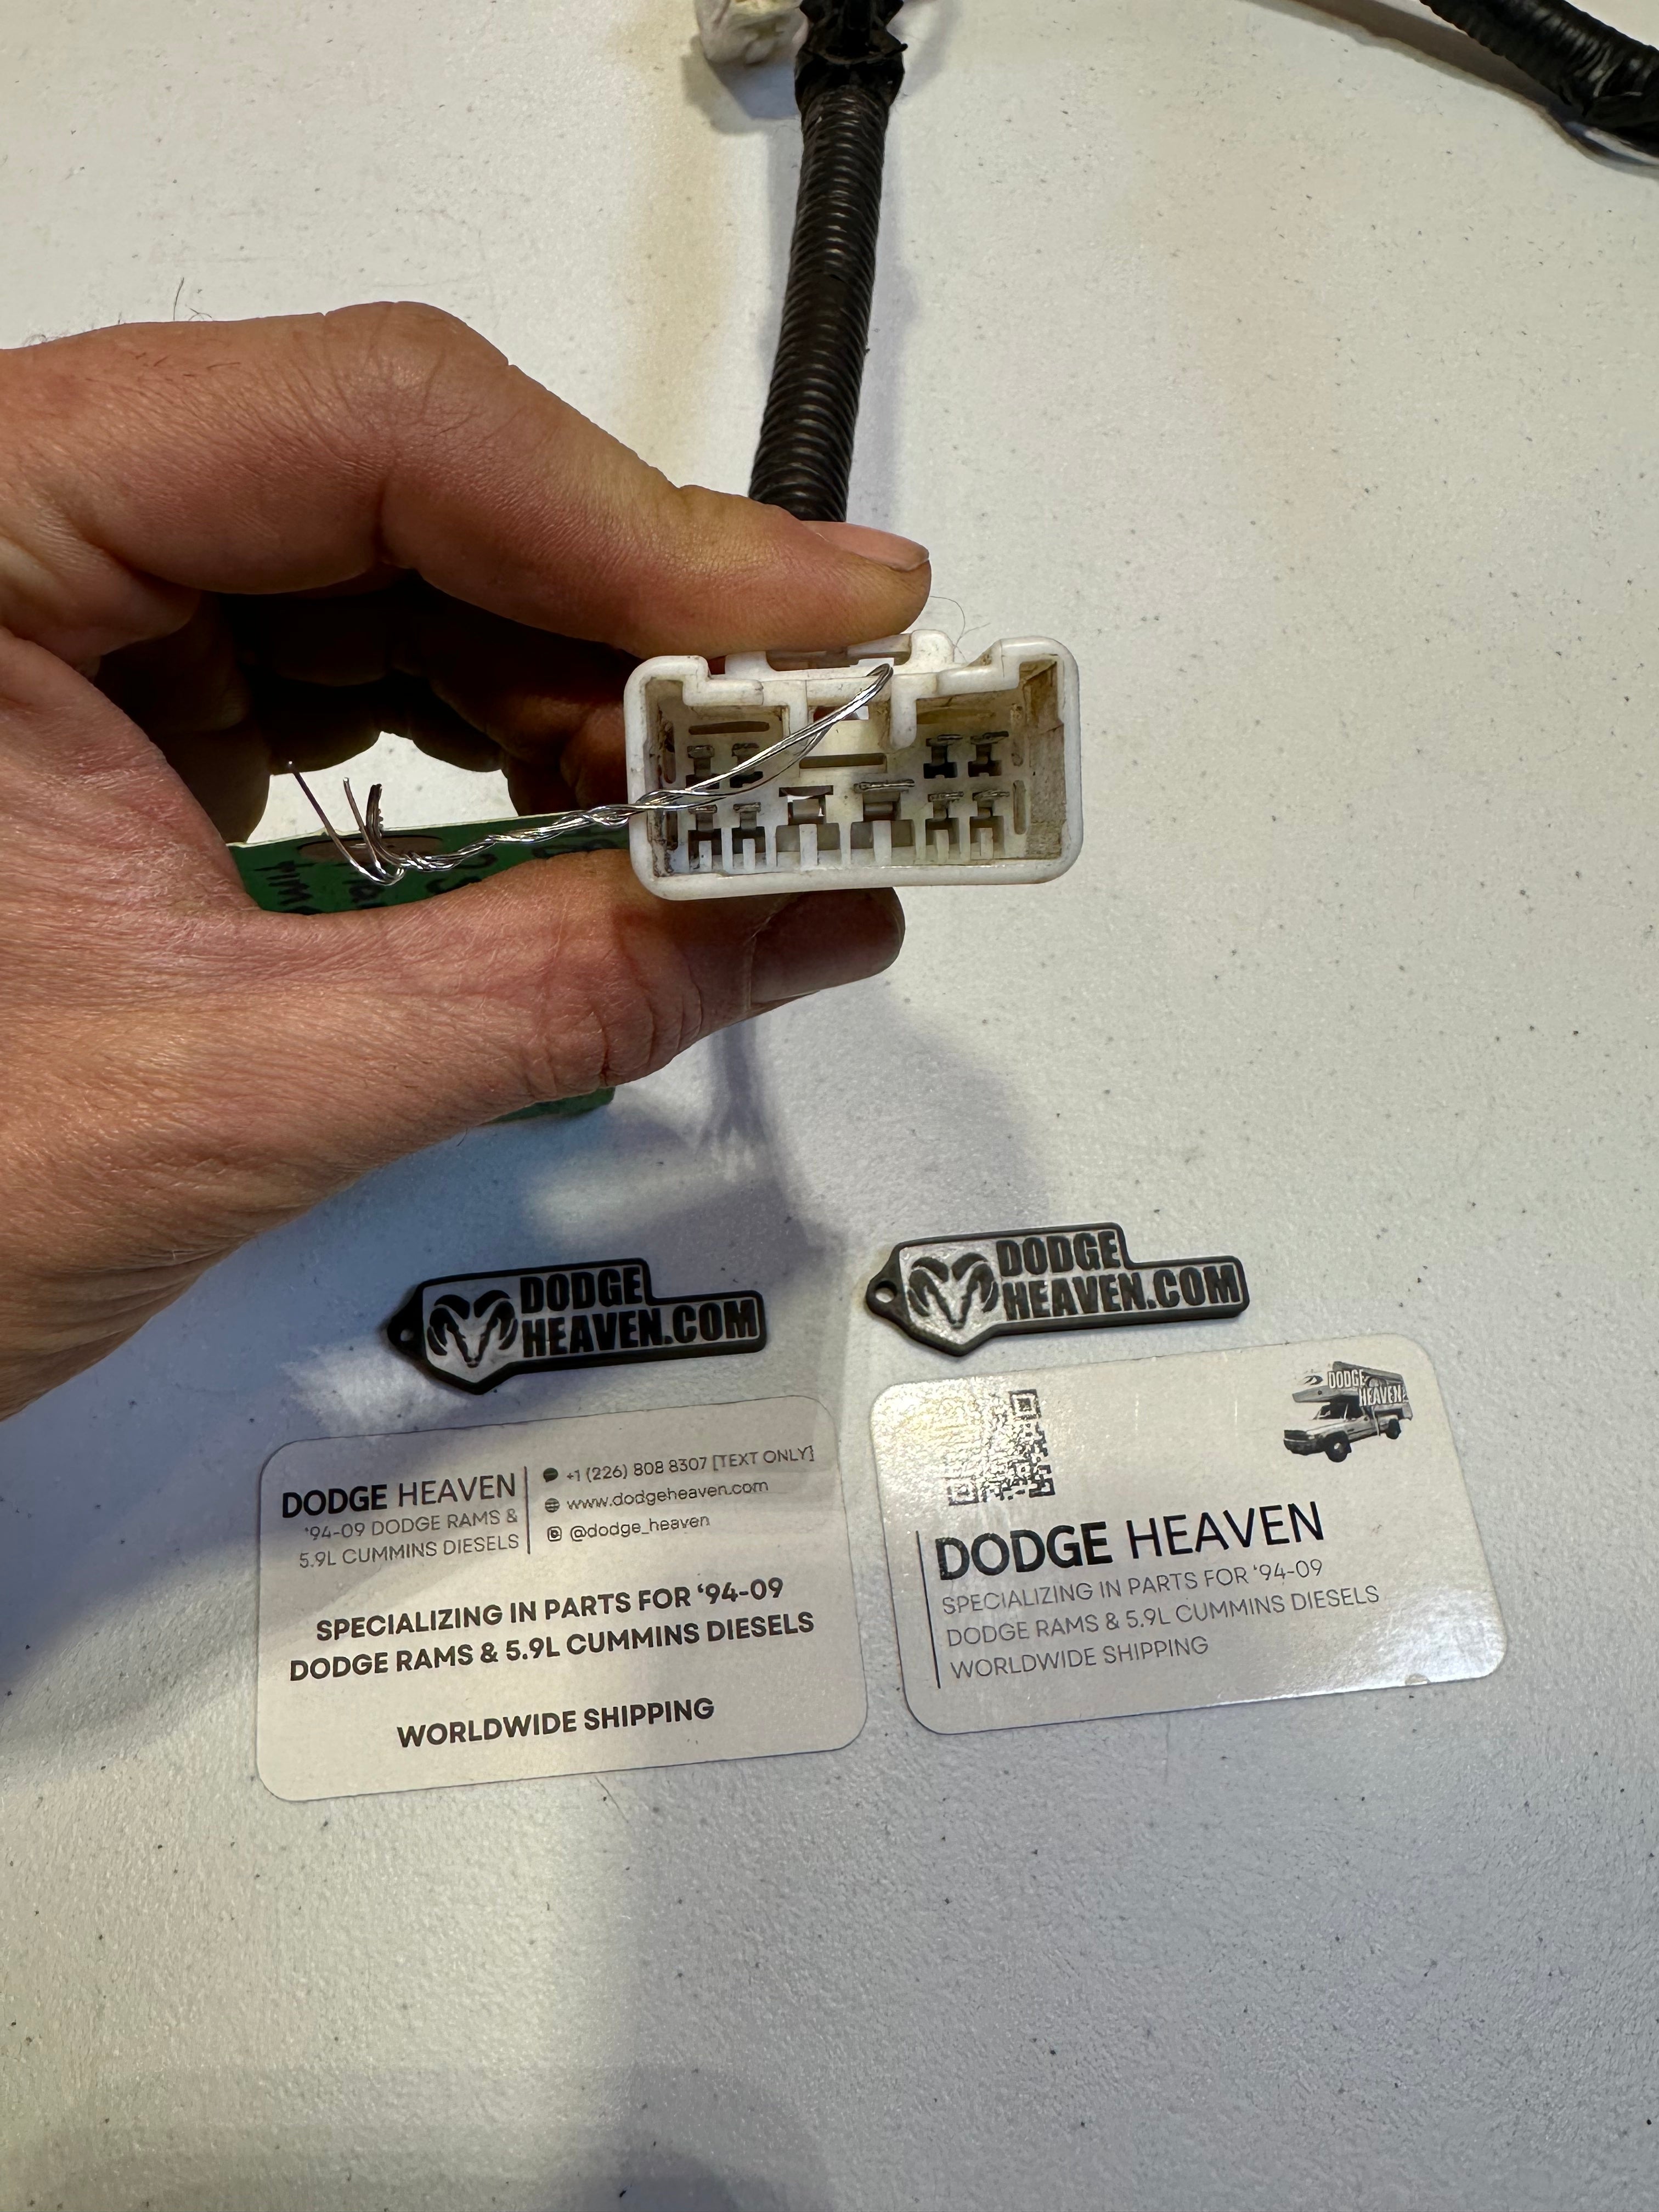 DODGE
HEAVEN.COM
DODGE
HEAVEN.COM
DODGE HEAVEN
'94-09 DODGE RAMS &
5.9L CUMMINS DIESELS
+1 (226) 808 8307 [TEXT ONLY]
www.dodgeheaven.com
@dodge_heaven
SPECIALIZING IN PARTS FOR '94-09
DODGE RAMS & 5.9L CUMMINS DIESELS
WORLDWIDE SHIPPING
DODGE
HEAVEN
DODGE HEAVEN
SPECIALIZING IN PARTS FOR '94-09
DODGE RAMS & 5.9L CUMMINS DIESELS
WORLDWIDE SHIPPING